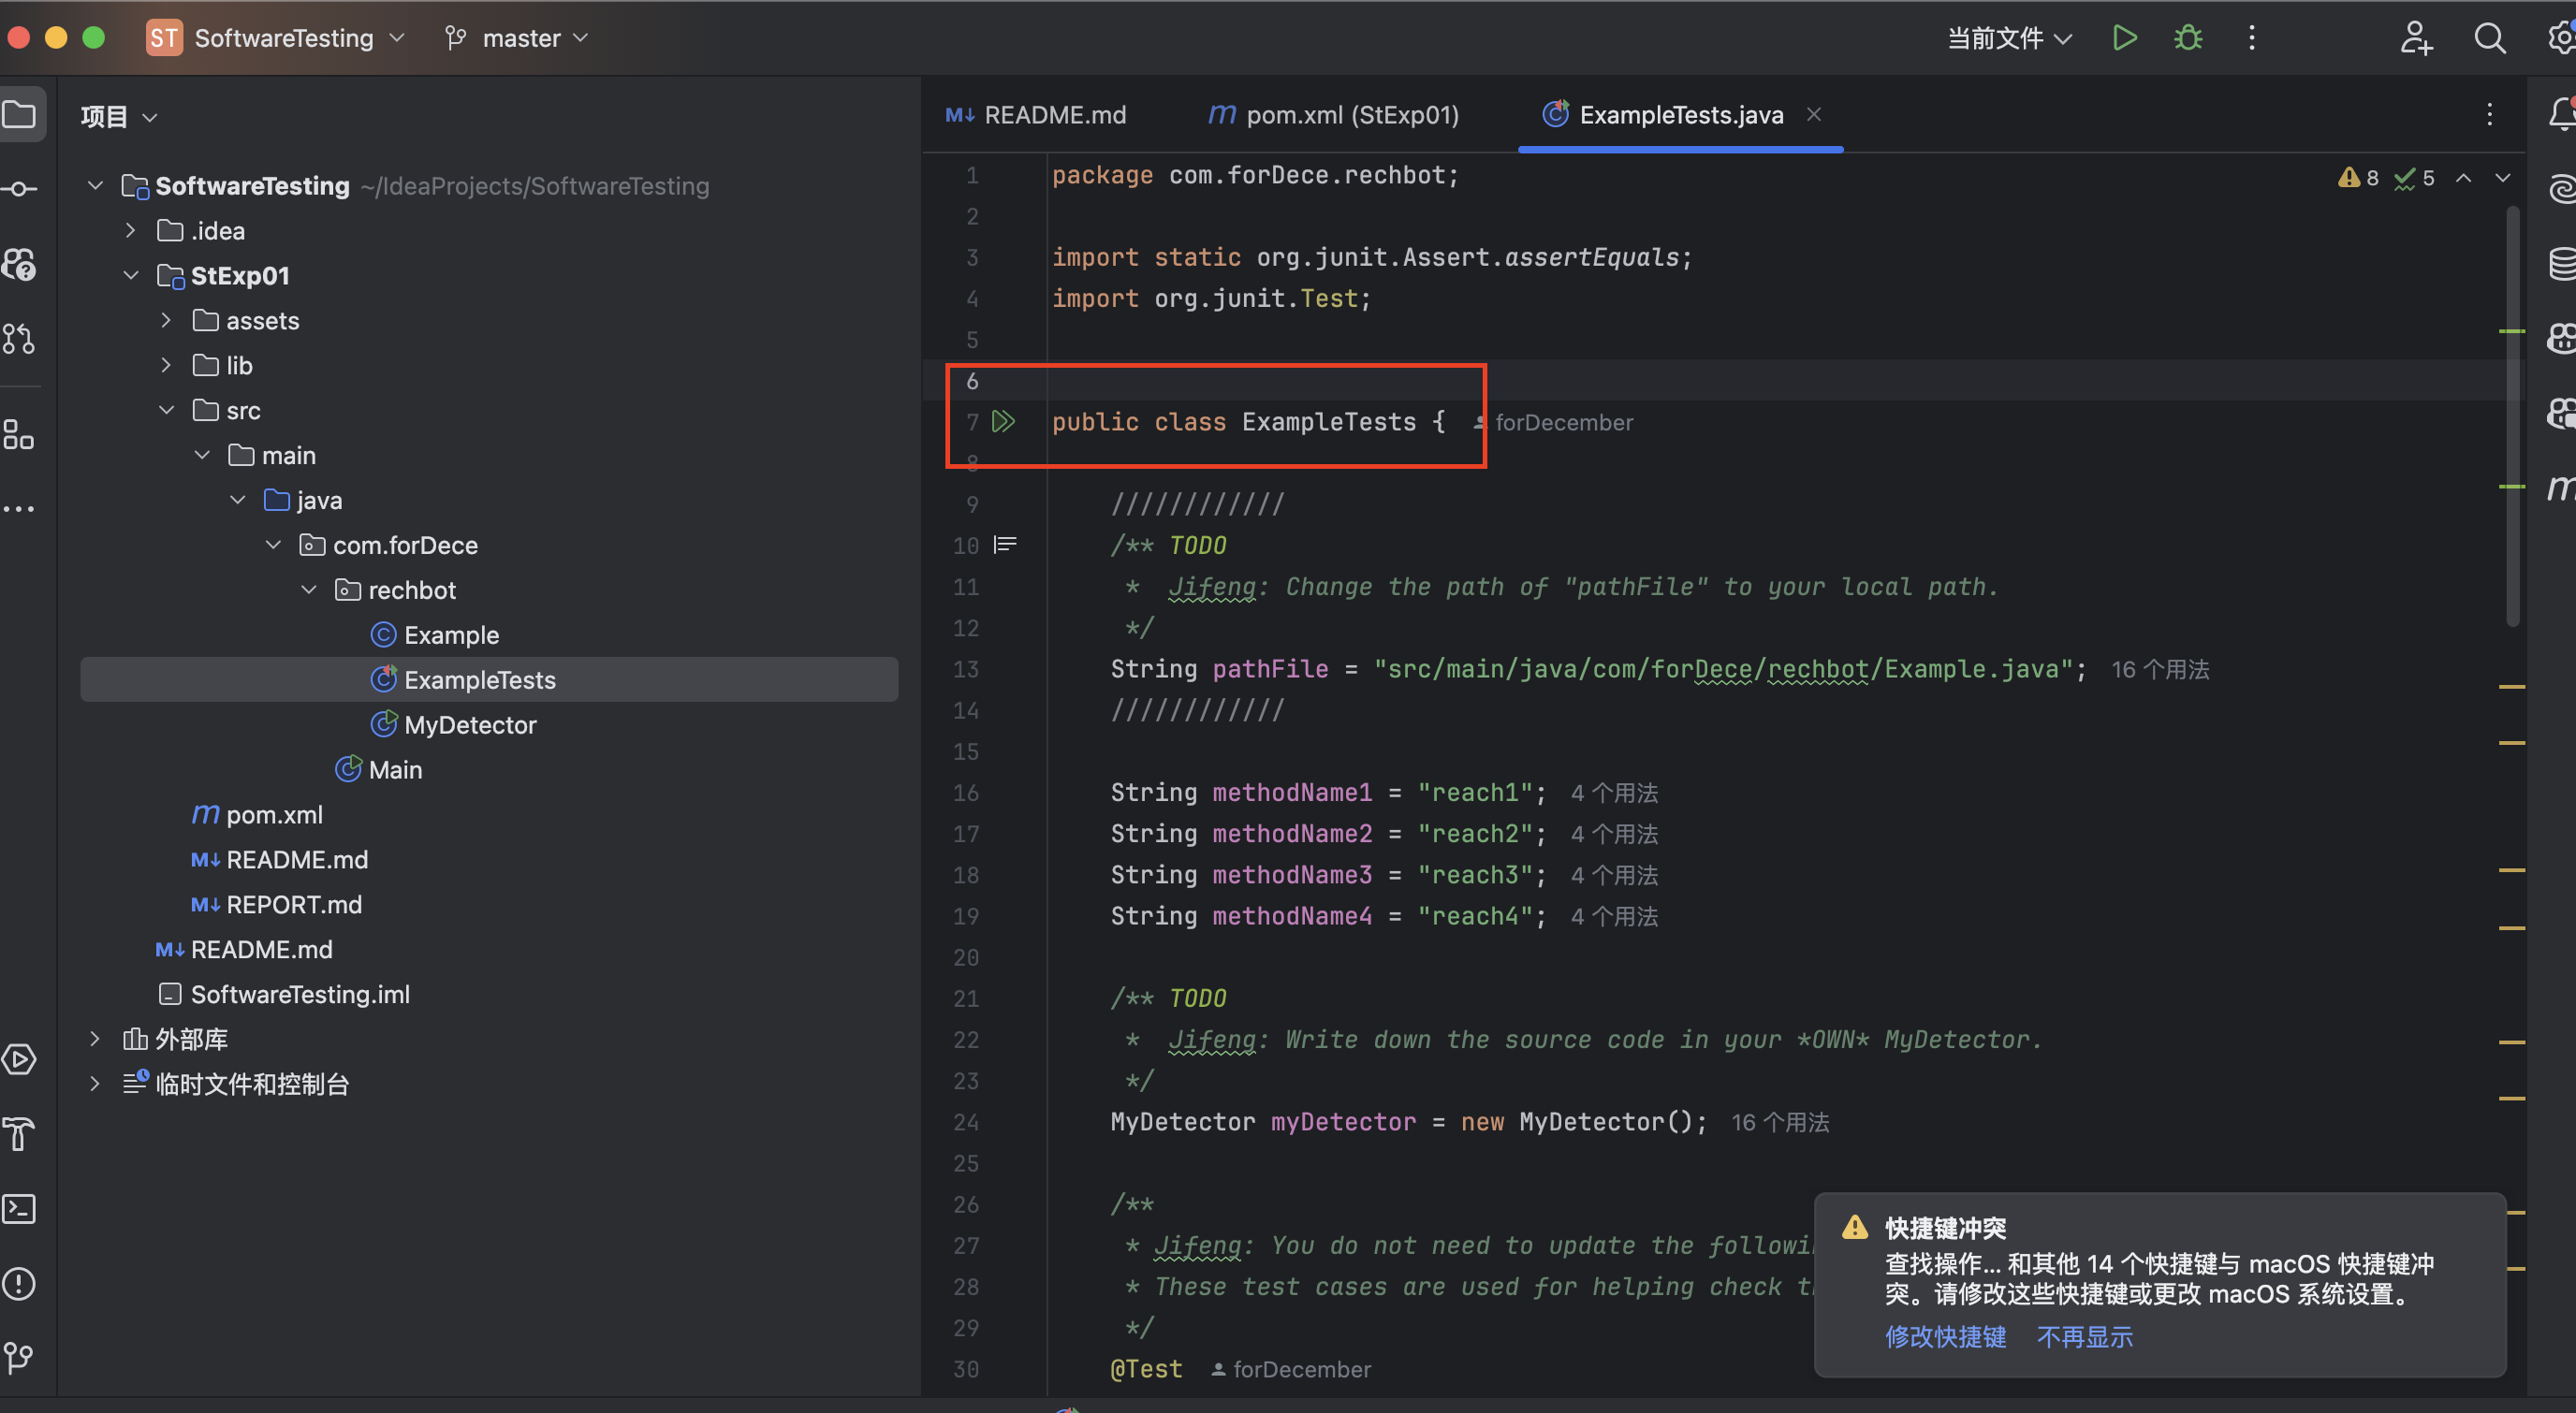 ST SoftwareTesting master 当前文件
项目
SoftwareTesting ~/IdeaProjects/SoftwareTesting
.idea
StExp01
assets
lib
src
main
java
com.forDece
rechbot
Example
ExampleTests
MyDetector
Main
m pom.xml
M↓ README.md
M↓ REPORT.md
M↓ README.md
SoftwareTesting.iml
外部库
临时文件和控制台
M↓ README.md m pom.xml (StExp01) ExampleTests.java
8 5
1 package com.forDece.rechbot;
2
3 import static org.junit.Assert.assertEquals;
4 import org.junit.Test;
5
6
7 public class ExampleTests { forDecember
8
9 ////////////
10 /** TODO
11 * Jifeng: Change the path of "pathFile" to your local path.
12 */
13 String pathFile = "src/main/java/com/forDece/rechbot/Example.java"; 16 个用法
14 ////////////
15
16 String methodName1 = "reach1"; 4 个用法
17 String methodName2 = "reach2"; 4 个用法
18 String methodName3 = "reach3"; 4 个用法
19 String methodName4 = "reach4"; 4 个用法
20
21 /** TODO
22 * Jifeng: Write down the source code in your *OWN* MyDetector.
23 */
24 MyDetector myDetector = new MyDetector(); 16 个用法
25
26 /**
27 * Jifeng: You do not need to update the
28 * These test cases are used for helping check
29 */
30 @Test forDecember
快捷键冲突
查找操作... 和其他 14 个快捷键与 macOS 快捷键冲
突。请修改这些快捷键或更改 macOS 系统设置。
修改快捷键 不再显示